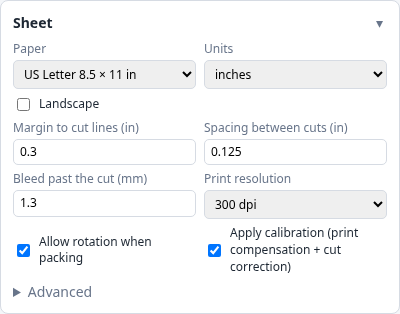 Sheet
Paper
Units
US Letter 8.5 × 11 in
inches
Landscape
Margin to cut lines (in)
Spacing between cuts (in)
0.3
0.125
Bleed past the cut (mm)
Print resolution
1.3
300 dpi
Allow rotation when
packing
Apply calibration (print
compensation + cut
correction)
Advanced